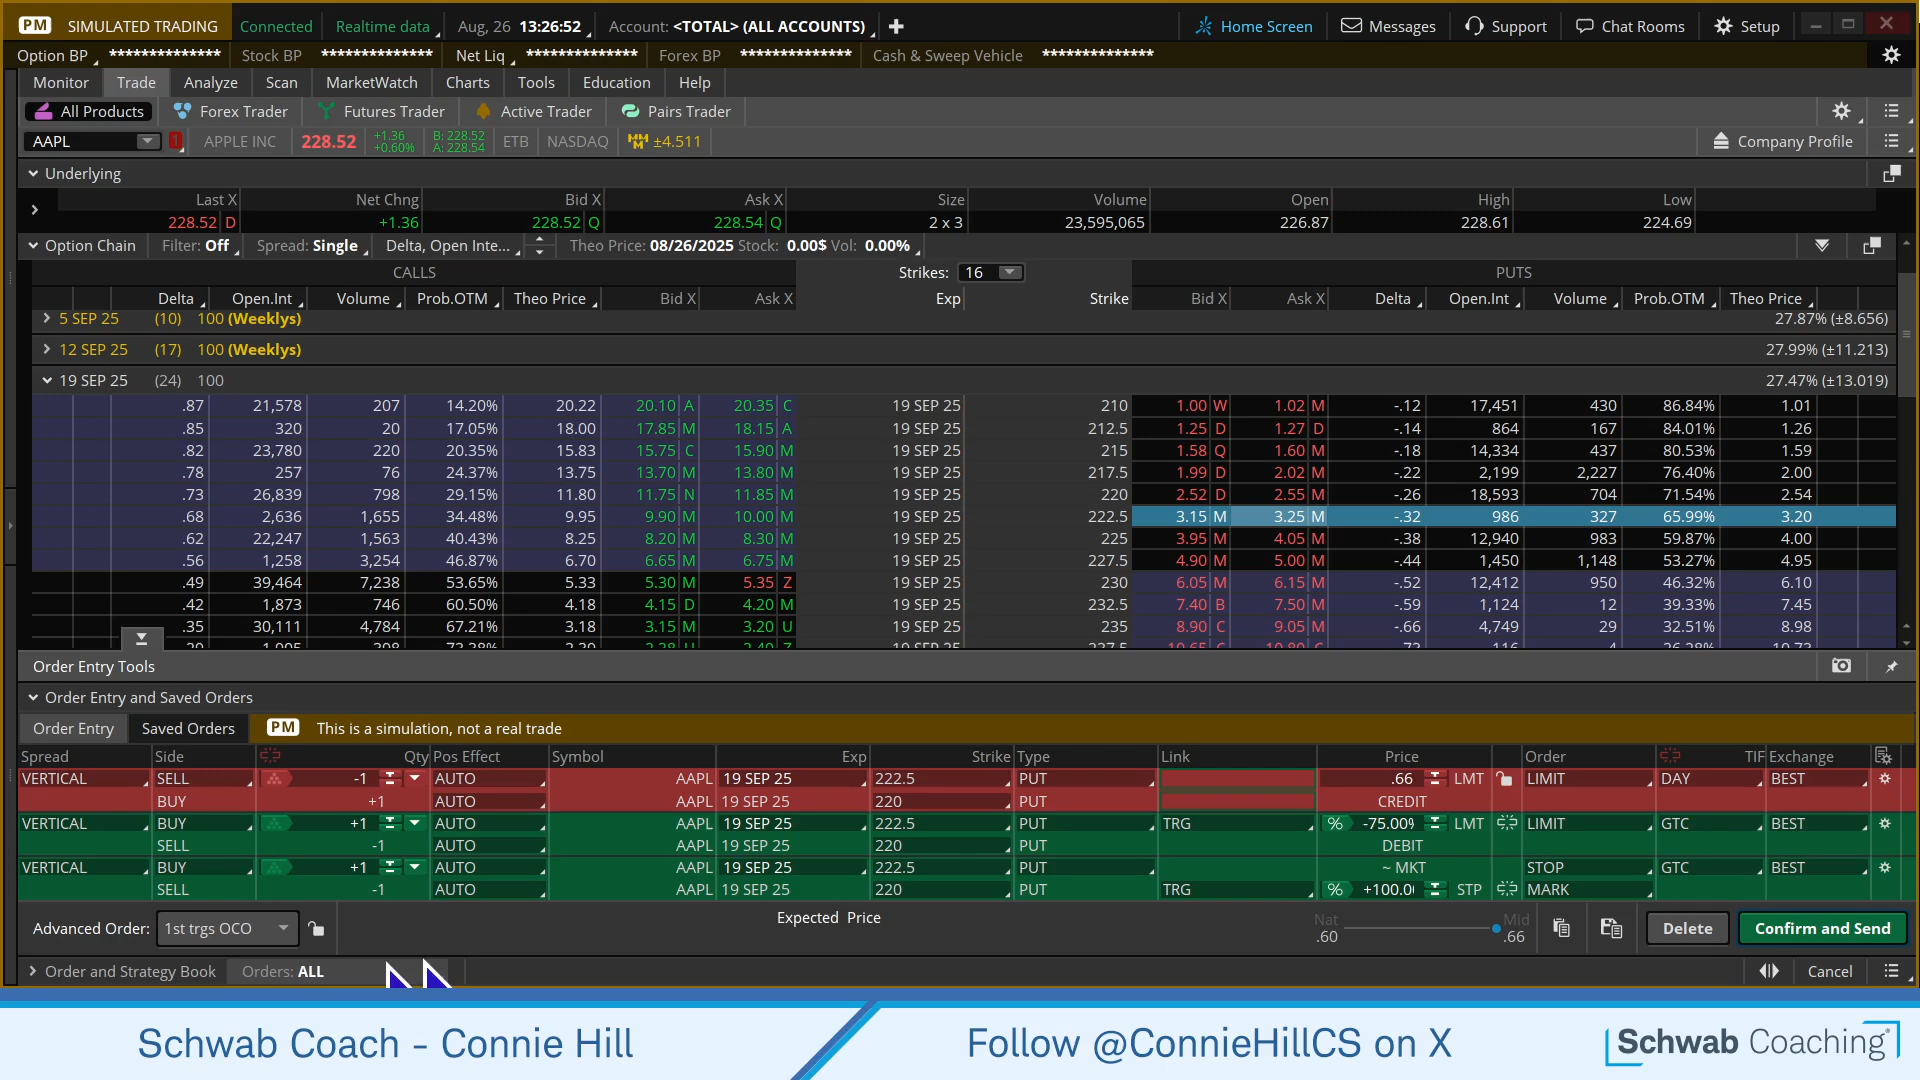 PM SIMULATED TRADING Connected Realtime data Aug, 26 13:26:52 Account: <TOTAL> (ALL ACCOUNTS) Home Screen Messages Support Chat Rooms Setup
Option BP ************** Stock BP ************** Net Liq ************** Forex BP ************** Cash & Sweep Vehicle **************
Monitor Trade Analyze Scan MarketWatch Charts Tools Education Help
All Products Forex Trader Futures Trader Active Trader Pairs Trader
AAPL 1 APPLE INC 228.52 +1.36 +0.60% B: 228.52 A: 228.54 ETB NASDAQ ±4.511 Company Profile
Underlying
Last X Net Chng Bid X Ask X Size Volume Open High Low
228.52 D +1.36 228.52 Q 228.54 Q 2 x 3 23,595,065 226.87 228.61 224.69
Option Chain Filter: Off Spread: Single Delta, Open Inte... Theo Price: 08/26/2025 Stock: 0.00$ Vol: 0.00%
CALLS Strikes: 16 PUTS
Delta Open.Int Volume Prob.OTM Theo Price Bid X Ask X Exp Strike Bid X Ask X Delta Open.Int Volume Prob.OTM Theo Price
5 SEP 25 (10) 100 (Weeklys) 27.87% (±8.656)
12 SEP 25 (17) 100 (Weeklys) 27.99% (±11.213)
19 SEP 25 (24) 100 27.47% (±13.019)
.87 21,578 207 14.20% 20.22 20.10 A 20.35 C 19 SEP 25 210 1.00 W 1.02 M -.12 17,451 430 86.84% 1.01
.85 320 20 17.05% 18.00 17.85 M 18.15 A 19 SEP 25 212.5 1.25 D 1.27 D -.14 864 167 84.01% 1.26
.82 23,780 220 20.35% 15.83 15.75 C 15.90 M 19 SEP 25 215 1.58 Q 1.60 M -.18 14,334 437 80.53% 1.59
.78 257 76 24.37% 13.75 13.70 M 13.80 M 19 SEP 25 217.5 1.99 D 2.02 M -.22 2,199 2,227 76.40% 2.00
.73 26,839 798 29.15% 11.80 11.75 N 11.85 M 19 SEP 25 220 2.52 D 2.55 M -.26 18,593 704 71.54% 2.54
.68 2,636 1,655 34.48% 9.95 9.90 M 10.00 M 19 SEP 25 222.5 3.15 M 3.25 M -.32 986 327 65.99% 3.20
.62 22,247 1,563 40.43% 8.25 8.20 M 8.30 M 19 SEP 25 225 3.95 M 4.05 M -.38 12,940 983 59.87% 4.00
.56 1,258 3,254 46.87% 6.70 6.65 M 6.75 M 19 SEP 25 227.5 4.90 M 5.00 M -.44 1,450 1,148 53.27% 4.95
.49 39,464 7,238 53.65% 5.33 5.30 M 5.35 Z 19 SEP 25 230 6.05 M 6.15 M -.52 12,412 950 46.32% 6.10
.42 1,873 746 60.50% 4.18 4.15 D 4.20 M 19 SEP 25 232.5 7.40 B 7.50 M -.59 1,124 12 39.33% 7.45
.35 30,111 4,784 67.21% 3.18 3.15 M 3.20 U 19 SEP 25 235 8.90 C 9.05 M -.66 4,749 29 32.51% 8.98
Order Entry Tools
Order Entry and Saved Orders
Order Entry Saved Orders PM This is a simulation, not a real trade
Spread Side Qty Pos Effect Symbol Exp Strike Type Link Price Order TIF Exchange
VERTICAL SELL -1 AUTO AAPL 19 SEP 25 222.5 PUT .66 LMT LIMIT DAY BEST
BUY +1 AUTO AAPL 19 SEP 25 220 PUT CREDIT
VERTICAL BUY +1 AUTO AAPL 19 SEP 25 222.5 PUT TRG % -75.00% LMT LIMIT GTC BEST
SELL -1 AUTO AAPL 19 SEP 25 220 PUT DEBIT
VERTICAL BUY +1 AUTO AAPL 19 SEP 25 222.5 PUT ~ MKT STOP GTC BEST
SELL -1 AUTO AAPL 19 SEP 25 220 PUT TRG % +100.0 STP MARK
Advanced Order: 1st trgs OCO Expected Price Nat .60 Mid .66 Delete Confirm and Send
Order and Strategy Book Orders: ALL Cancel
Schwab Coach - Connie Hill Follow @ConnieHillCS on X Schwab Coaching®